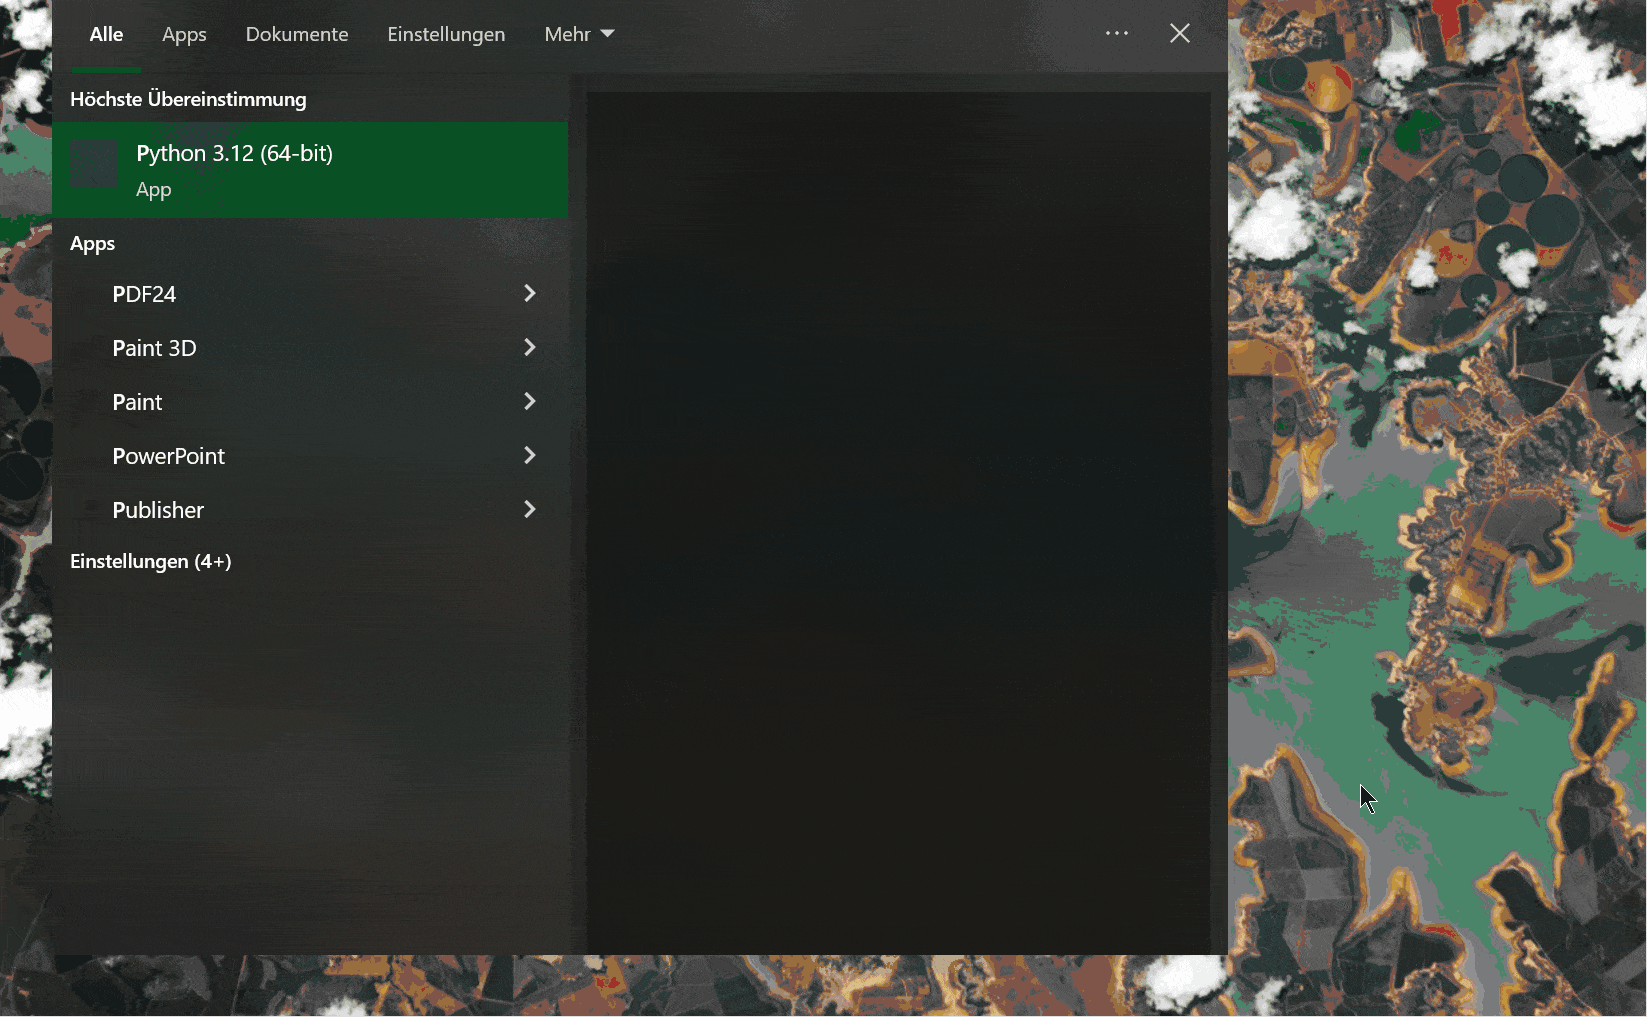 Alle Apps Dokumente Einstellungen Mehr
Höchste Übereinstimmung
Python 3.12 (64-bit)
App
Apps
PDF24
Paint 3D
Paint
PowerPoint
Publisher
Einstellungen (4+)